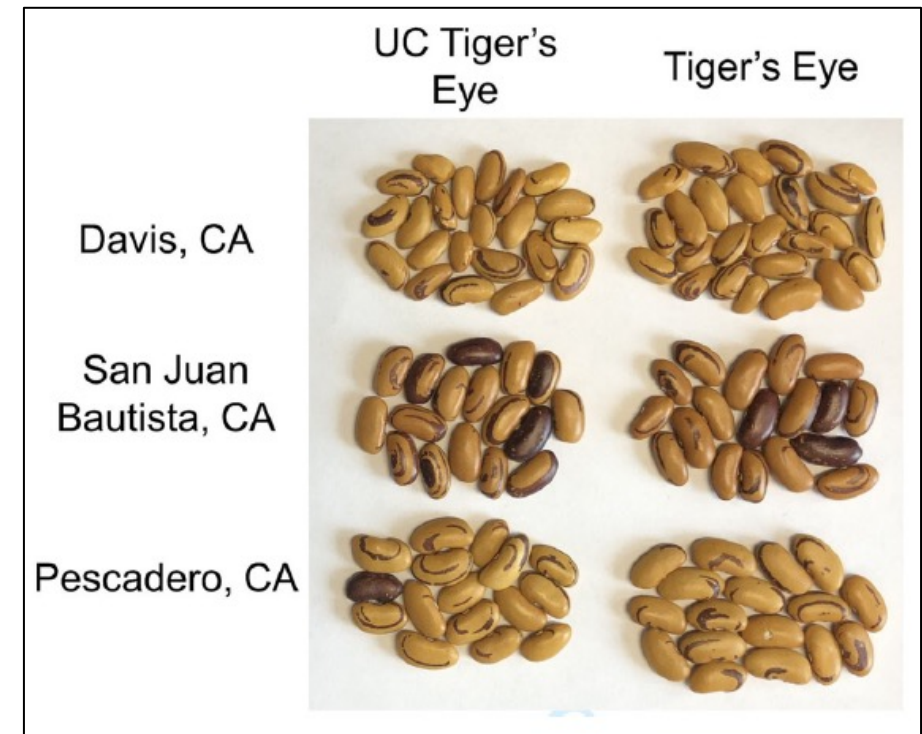 UC Tiger's
Eye
Tiger's Eye
Davis, CA
San Juan
Bautista, CA
Pescadero, CA